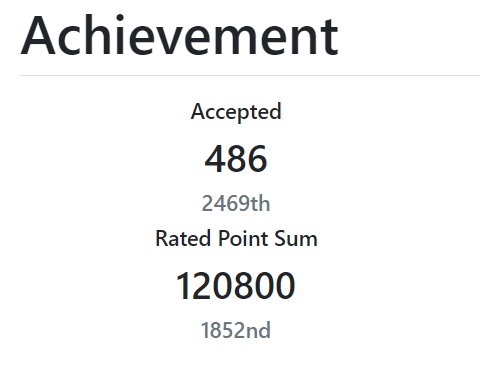 Achievement
Accepted
486
2469th
Rated Point Sum
120800
1852nd